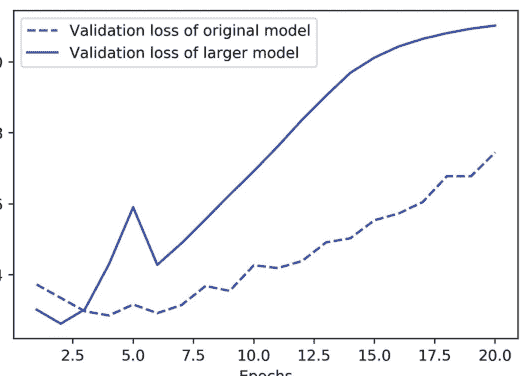 Validation loss of original model
Validation loss of larger model
2.5 5.0 7.5 10.0 12.5 15.0 17.5 20.0
Epochs